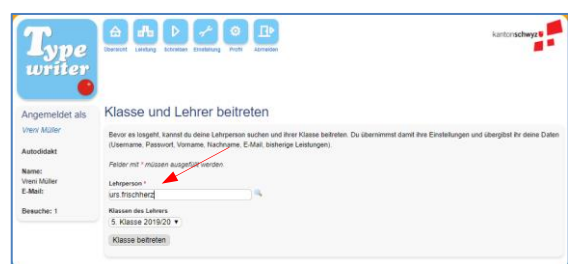 Type
writer
Übersicht Leistung Schreiben Einstellung Profil Abmelden
kantonschwyz
Angemeldet als
Vreni Müller
Autodidakt
Name:
Vreni Müller
E-Mail:
Besuche: 1
Klasse und Lehrer beitreten
Bevor es losgeht, kannst du deine Lehrperson suchen und ihrer Klasse beitreten. Du übernimmst damit ihre Einstellungen und übergibst ihr deine Daten
(Username, Passwort, Vorname, Nachname, E-Mail, bisherige Leistungen).
Felder mit * müssen ausgefüllt werden.
Lehrperson *
urs.frischherz
Klassen des Lehrers
5. Klasse 2019/20
Klasse beitreten